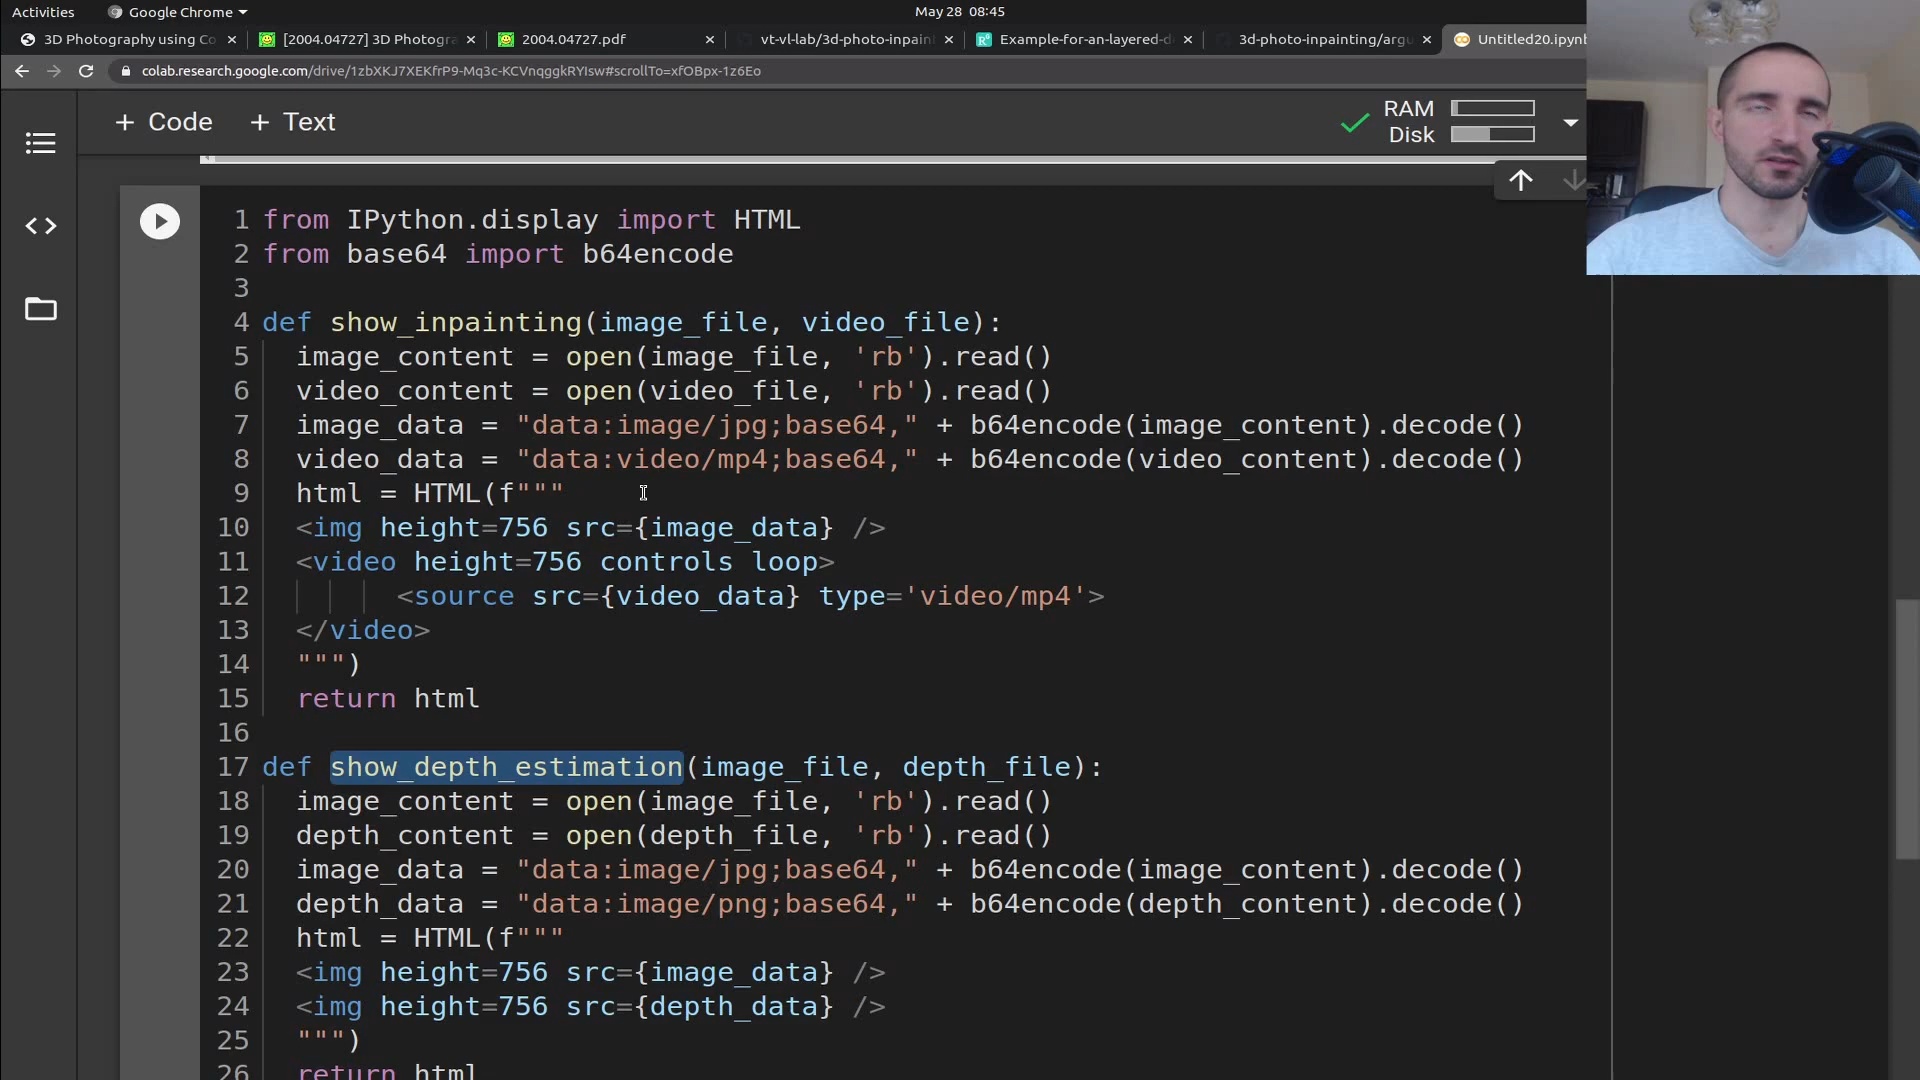 Activities
Google Chrome
May 28 08:45
3D Photography using Co
[2004.04727] 3D Photogra
2004.04727.pdf
vt-vl-lab/3d-photo-inpain
Example-for-an-layered-d
3d-photo-inpainting/argu
Untitled20.ipynb
colab.research.google.com/drive/1zbXKJ7XEKfrP9-Mq3c-KCVnqggkRYIsw#scrollTo=xfOBpx-1z6Eo
+ Code + Text
RAM
Disk
1 from IPython.display import HTML
2 from base64 import b64encode
3
4 def show_inpainting(image_file, video_file):
5 image_content = open(image_file, 'rb').read()
6 video_content = open(video_file, 'rb').read()
7 image_data = "data:image/jpg;base64," + b64encode(image_content).decode()
8 video_data = "data:video/mp4;base64," + b64encode(video_content).decode()
9 html = HTML(f"""
10 <img height=756 src={image_data} />
11 <video height=756 controls loop>
12 <source src={video_data} type='video/mp4'>
13 </video>
14 """)
15 return html
16
17 def show_depth_estimation(image_file, depth_file):
18 image_content = open(image_file, 'rb').read()
19 depth_content = open(depth_file, 'rb').read()
20 image_data = "data:image/jpg;base64," + b64encode(image_content).decode()
21 depth_data = "data:image/png;base64," + b64encode(depth_content).decode()
22 html = HTML(f"""
23 <img height=756 src={image_data} />
24 <img height=756 src={depth_data} />
25 """)
26 return html